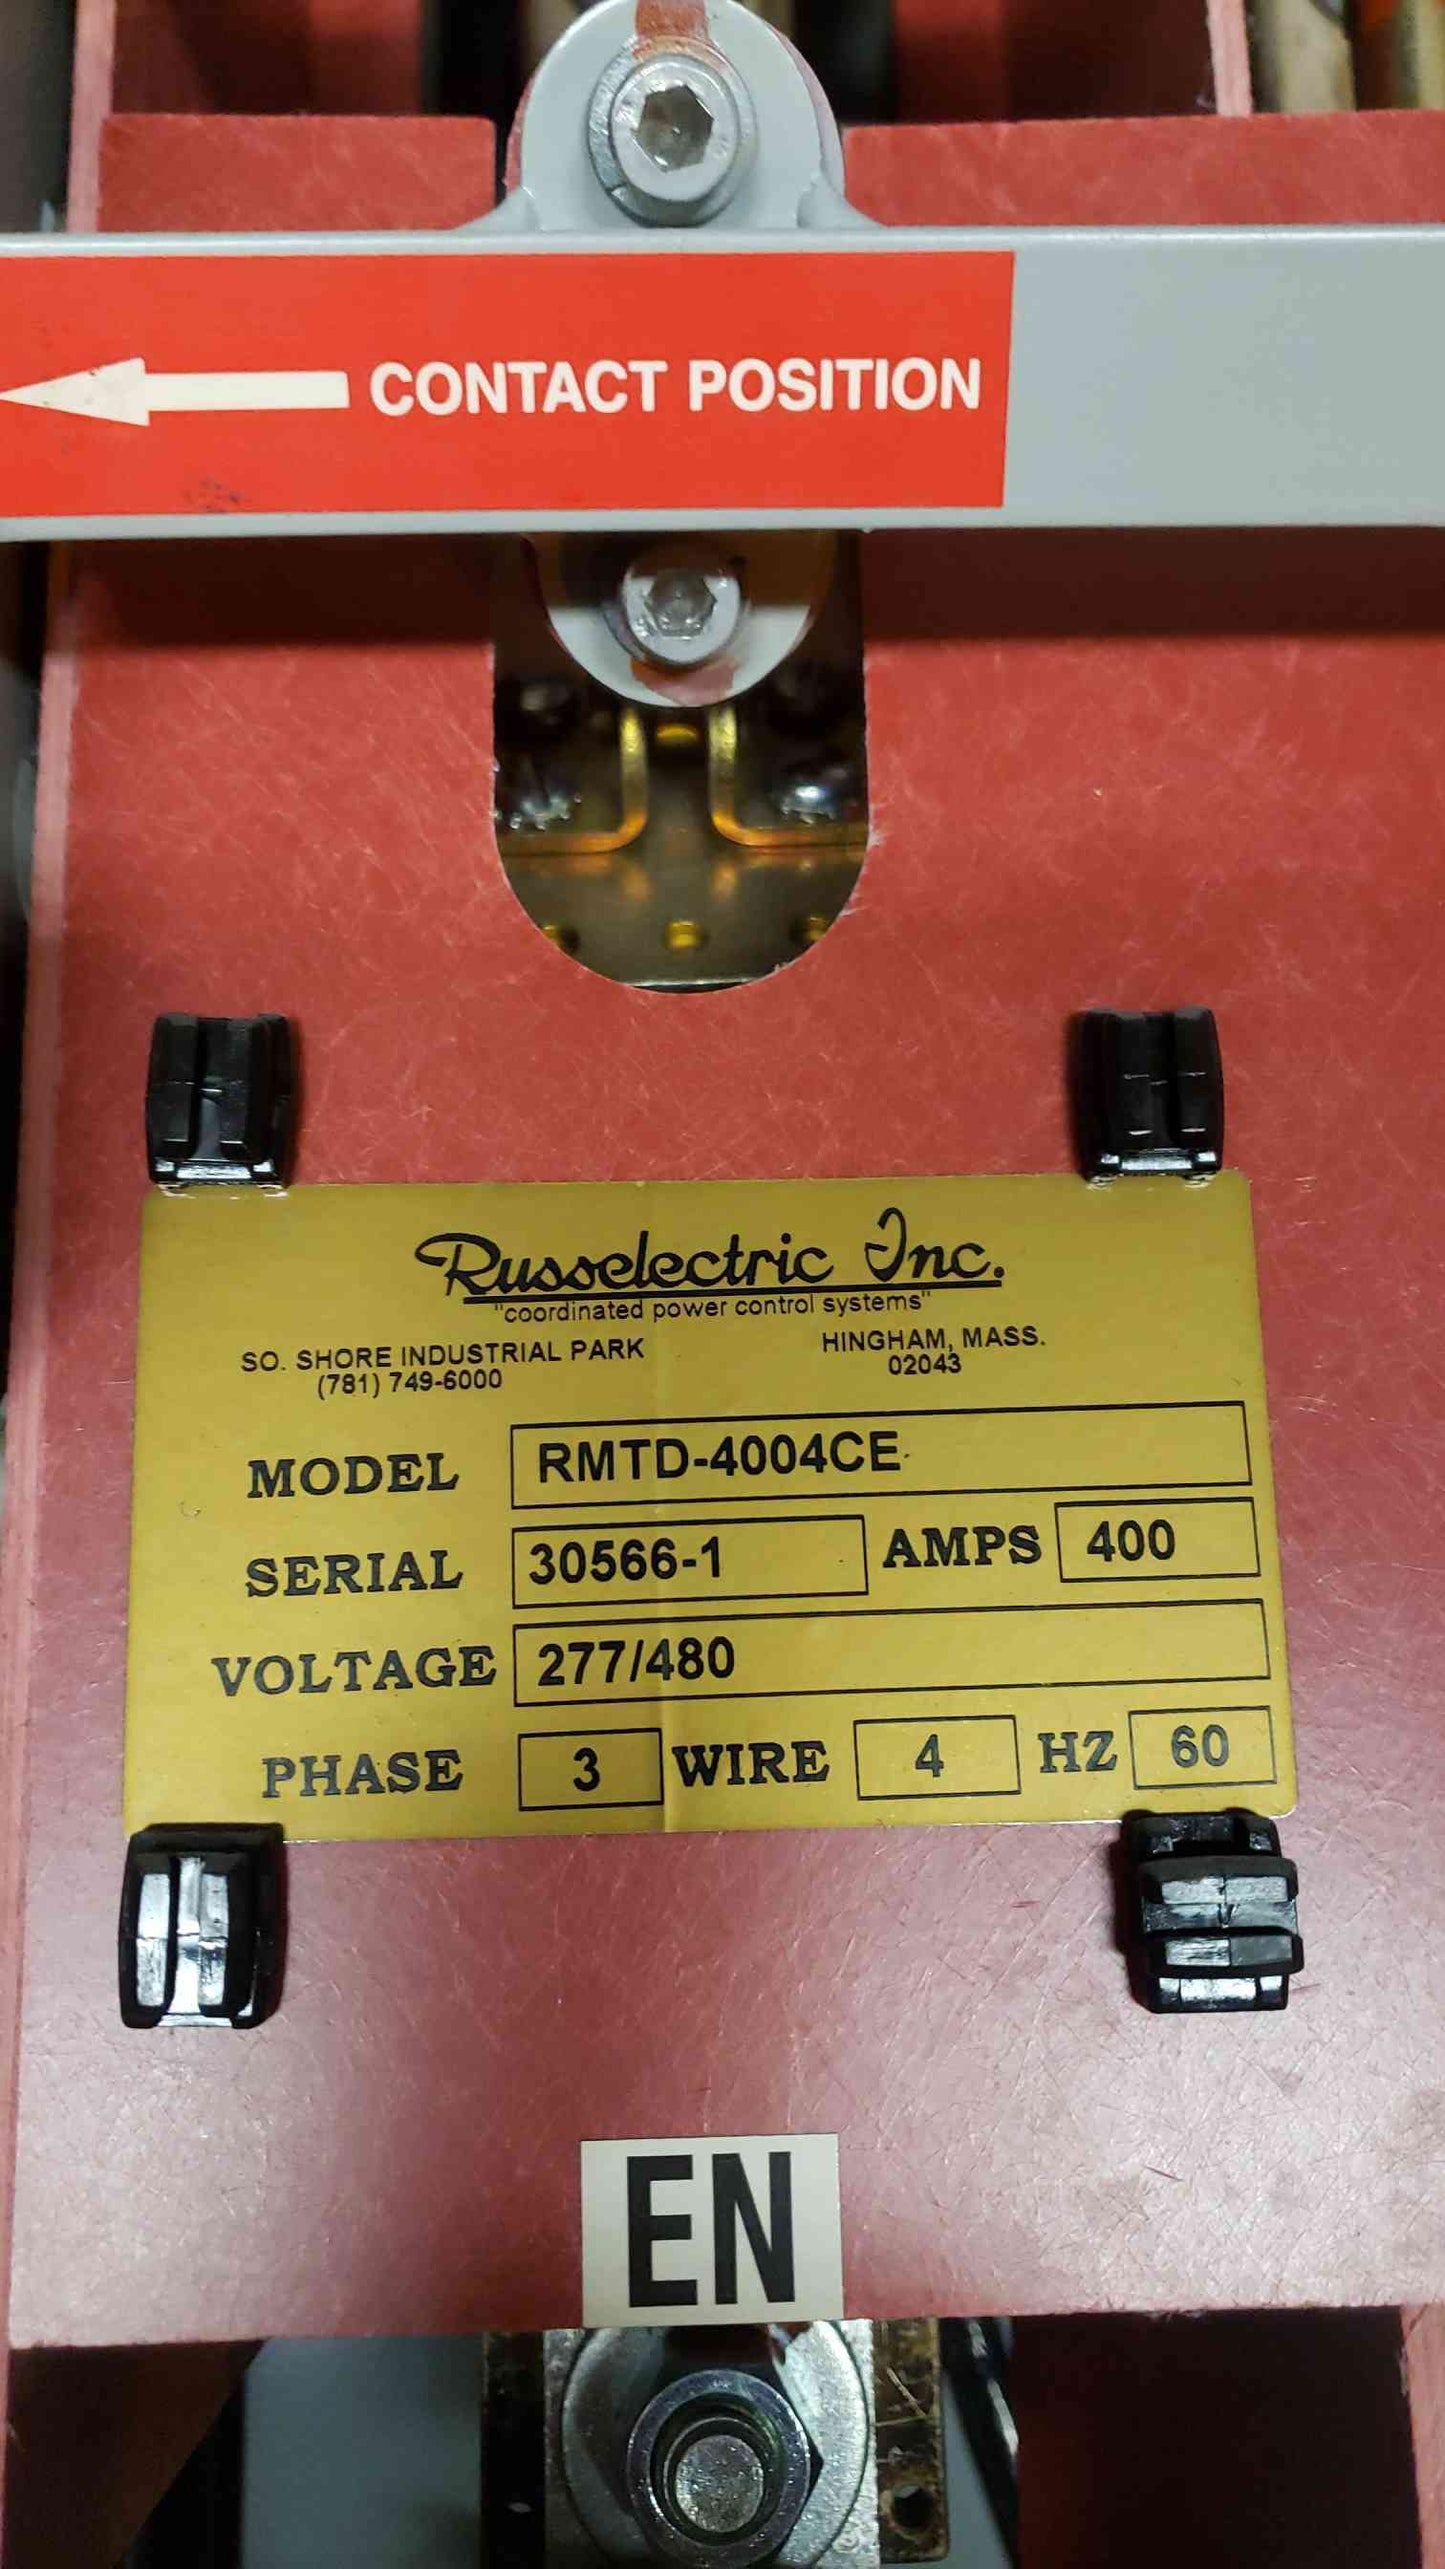 CONTACT POSITION
Russelectric Inc.
"coordinated power control systems"
SO. SHORE INDUSTRIAL PARK HINGHAM, MASS.
(781) 749-6000 02043
MODEL RMTD-4004CE
SERIAL 30566-1 AMPS 400
VOLTAGE 277/480
PHASE 3 WIRE 4 HZ 60
EN